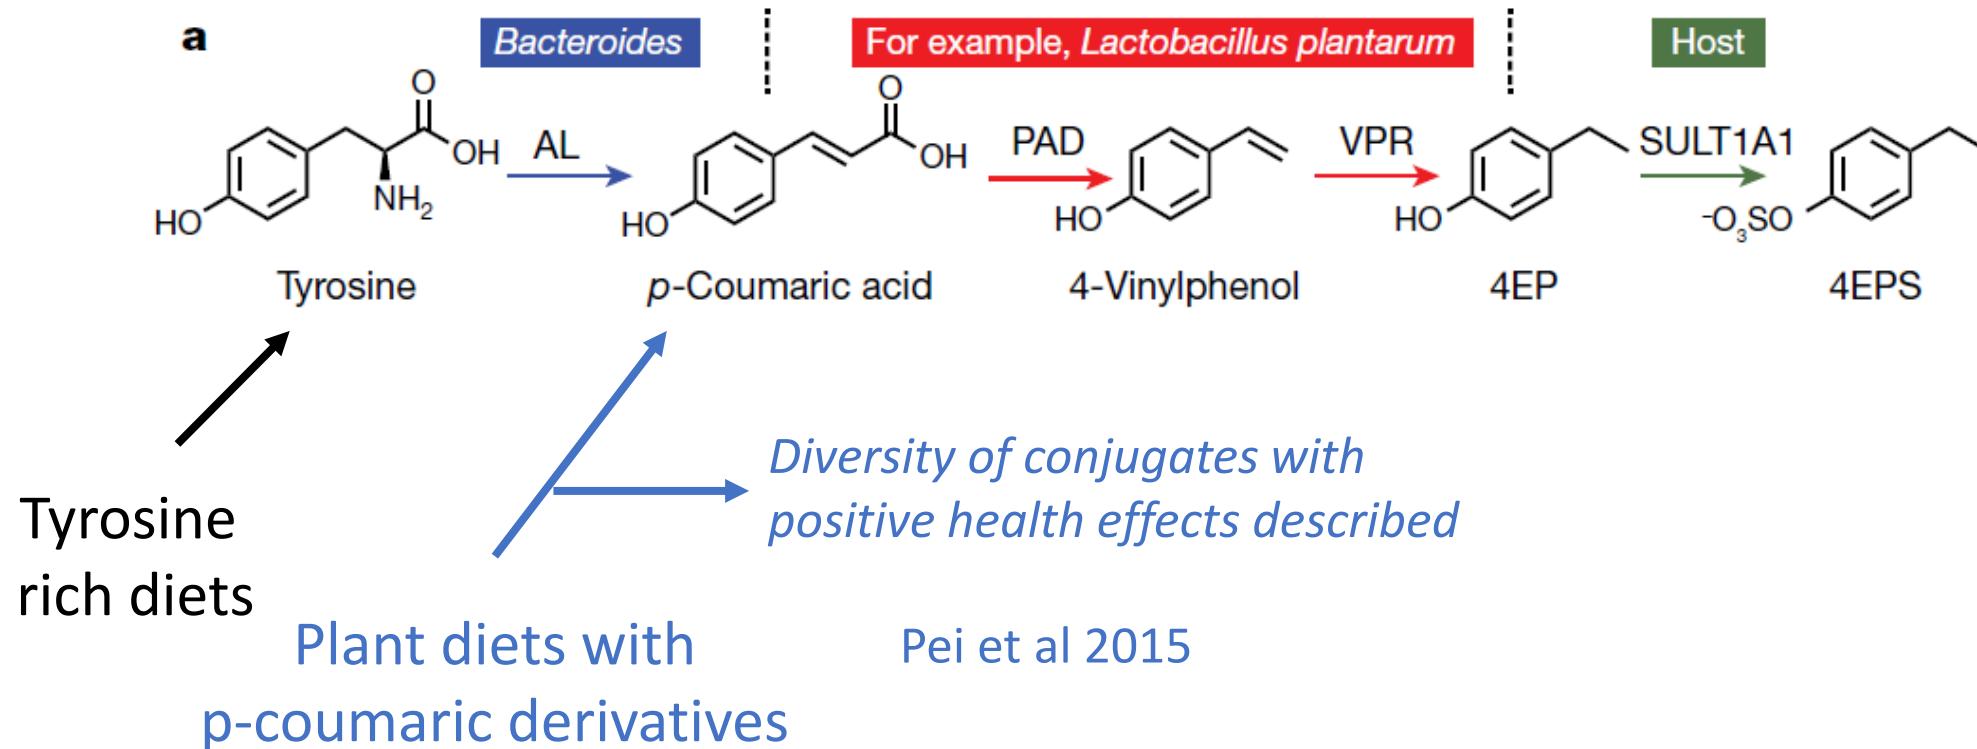 a
Bacteroides
For example, Lactobacillus plantarum
Host
O
OH
NH2
HO
AL
O
OH
HO
PAD
HO
VPR
HO
SULT1A1
-O3SO
Tyrosine
p-Coumaric acid
4-Vinylphenol
4EP
4EPS
Tyrosine
rich diets
Diversity of conjugates with
positive health effects described
Plant diets with
p-coumaric derivatives
Pei et al 2015